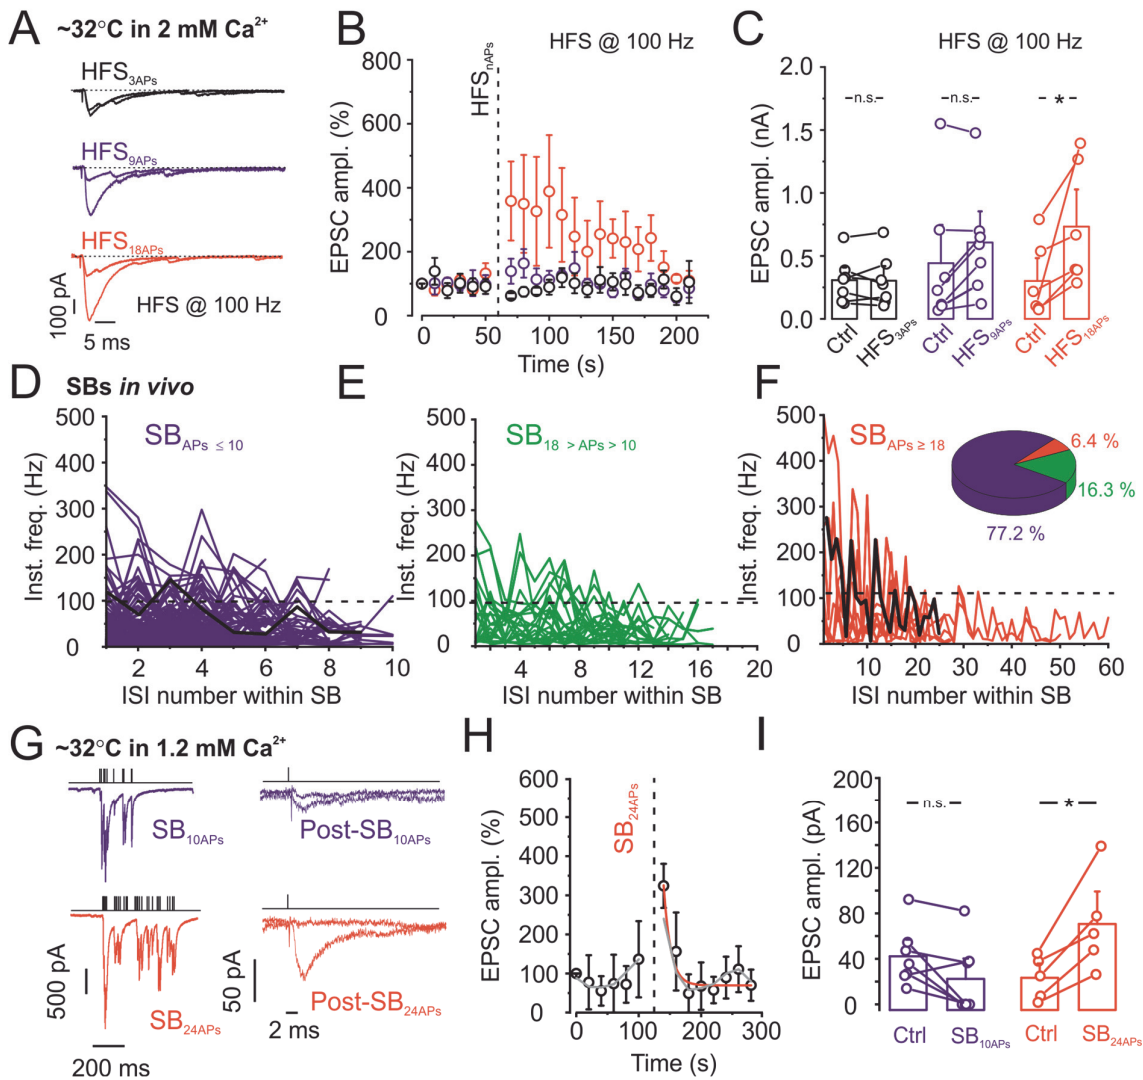 A ~32°C in 2 mM Ca²⁺
HFS3APs
HFS9APs
HFS18APs
HFS @ 100 Hz
100 pA
5 ms
B
HFS @ 100 Hz
HFSnAPs
EPSC ampl. (%)
800
600
400
200
0
0 50 100 150 200
Time (s)
C
HFS @ 100 Hz
EPSC ampl. (nA)
2.0
1.5
1.0
0.5
0.0
n.s. n.s. *
Ctrl HFS3APs Ctrl HFS9APs Ctrl HFS18APs
D SBs in vivo
SB APs ≤ 10
Inst. freq. (Hz)
500
400
300
200
100
0
2 4 6 8 10
ISI number within SB
E
SB 18 > APs > 10
Inst. freq. (Hz)
500
400
300
200
100
0
4 8 12 16 20
ISI number within SB
F
SB APs ≥ 18
6.4 %
16.3 %
77.2 %
Inst. freq. (Hz)
500
400
300
200
100
0
10 20 30 40 50 60
ISI number within SB
G ~32°C in 1.2 mM Ca²⁺
SB10APs
Post-SB10APs
SB24APs
Post-SB24APs
500 pA
200 ms
50 pA
2 ms
H
SB24APs
EPSC ampl. (%)
600
500
400
300
200
100
0
0 100 200 300
Time (s)
I
EPSC ampl. (pA)
200
160
120
80
40
0
n.s. *
Ctrl SB10APs Ctrl SB24APs